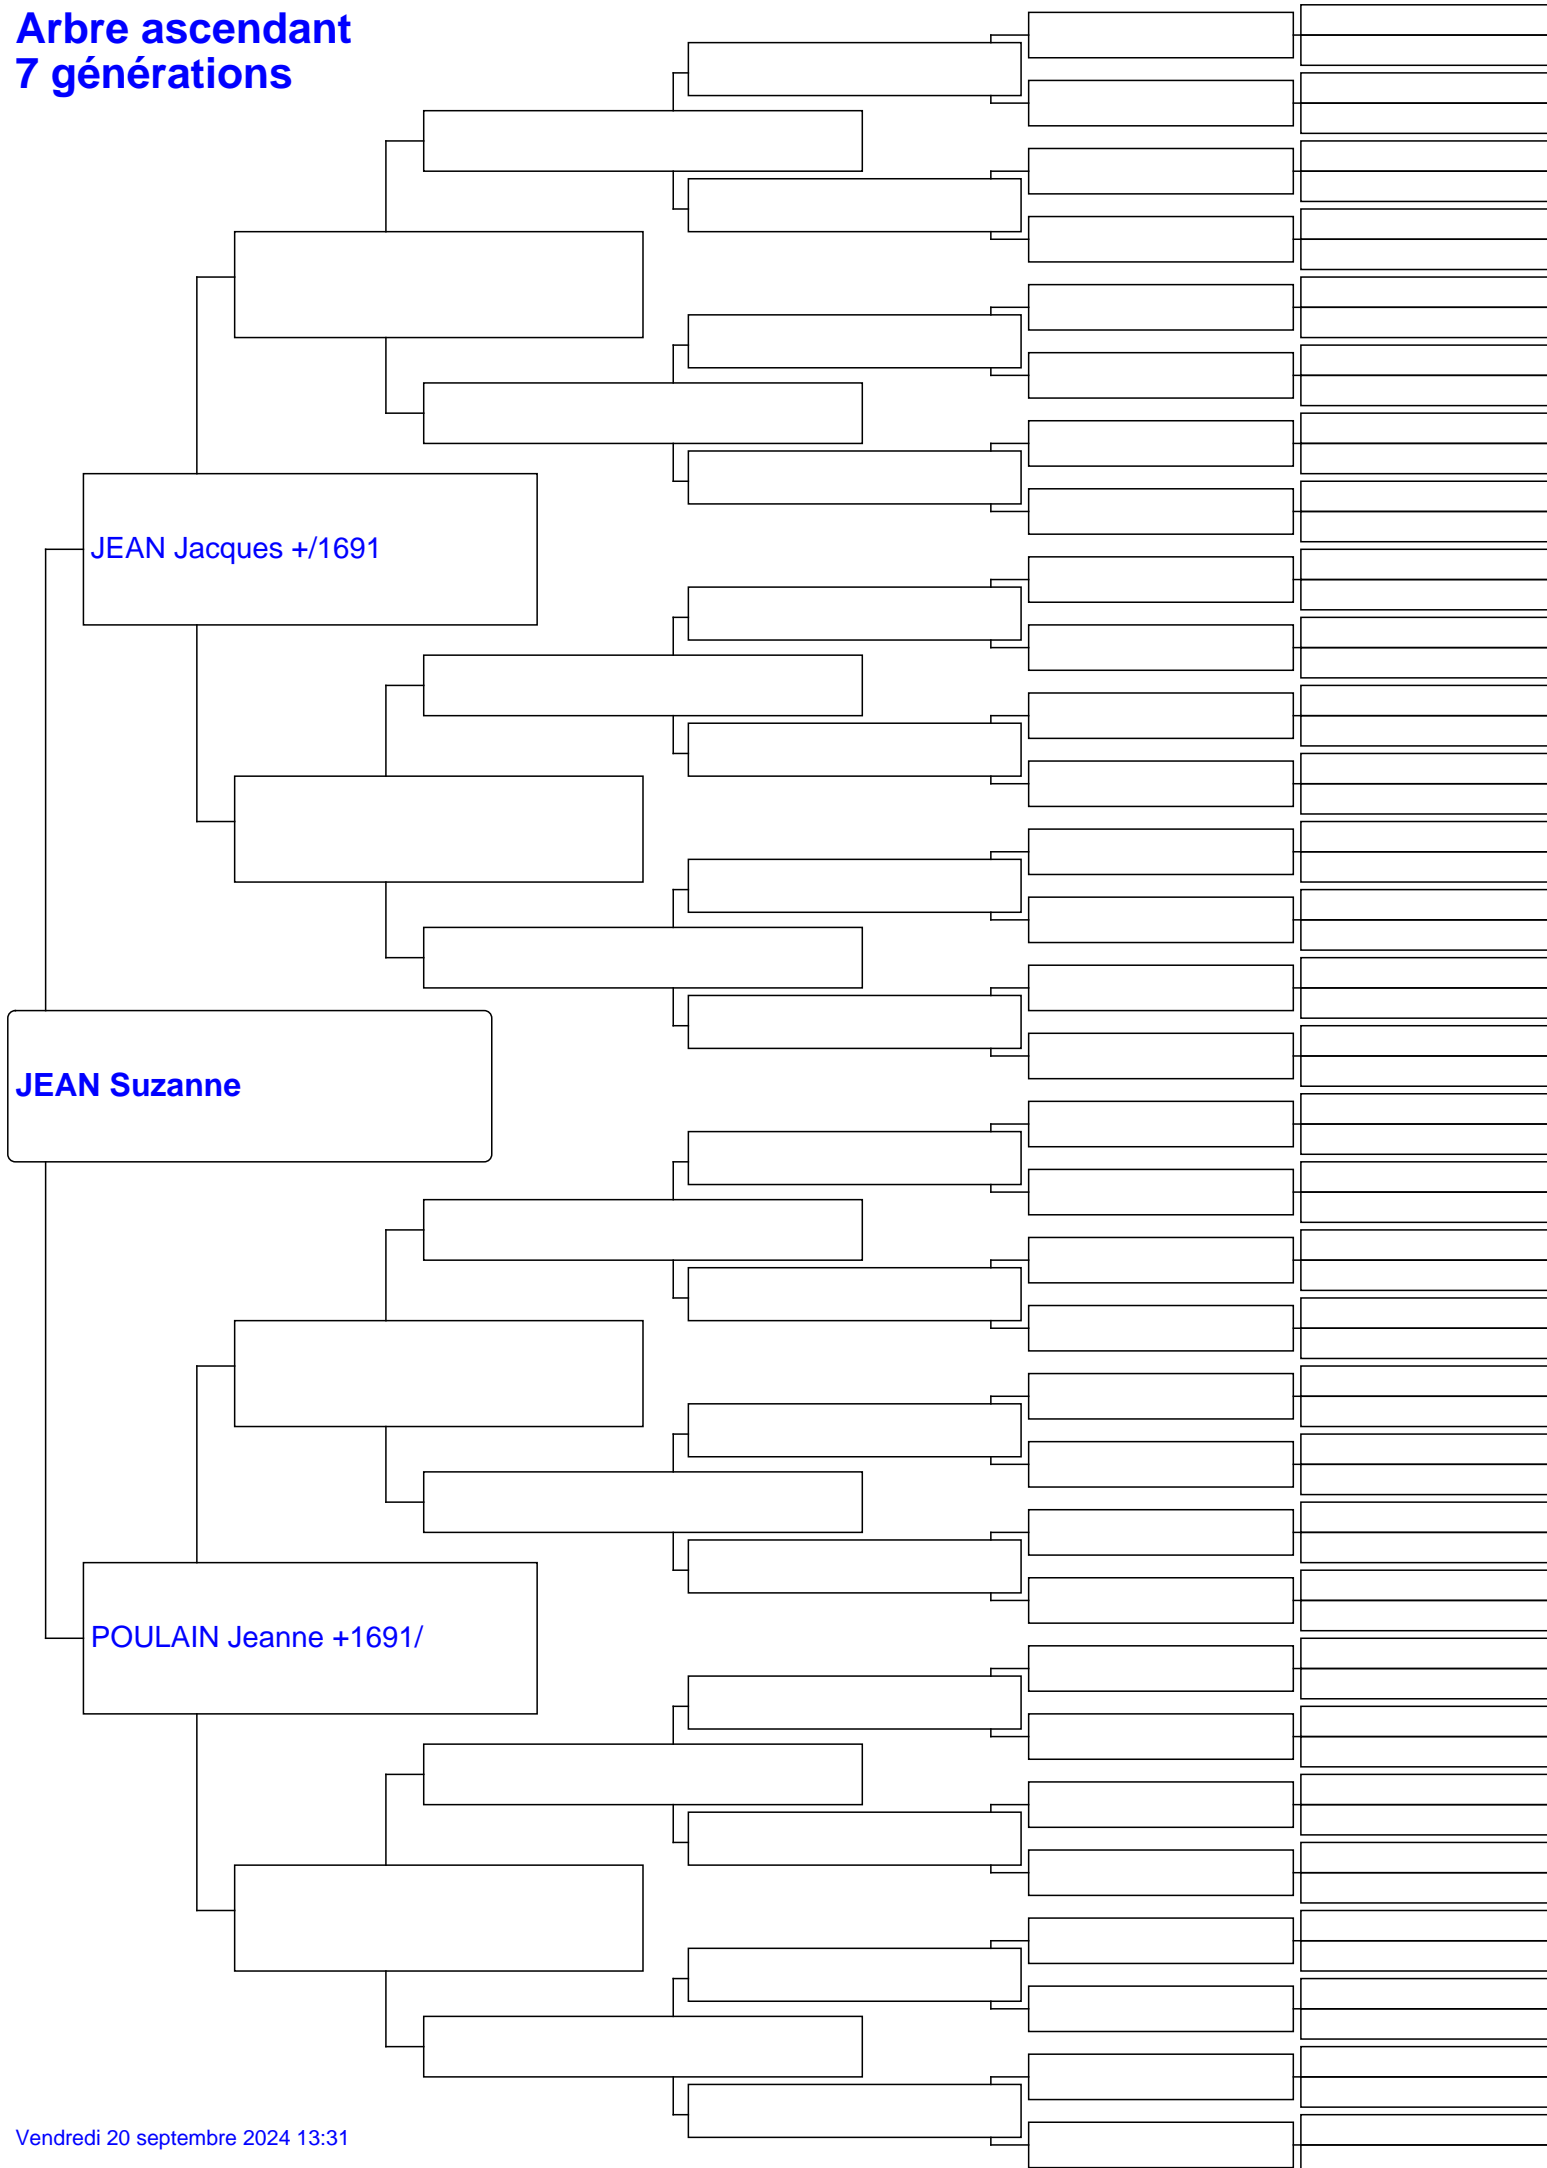 Arbre ascendant
7 générations
JEAN Jacques +/1691
JEAN Suzanne
POULAIN Jeanne +1691/
Vendredi 20 septembre 2024 13:31